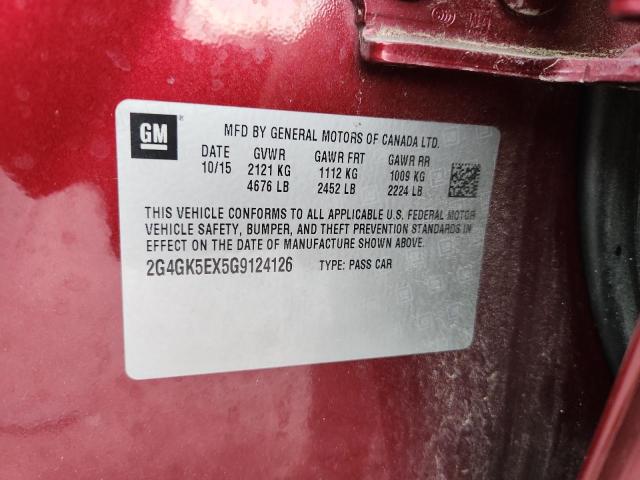 GM
MFD BY GENERAL MOTORS OF CANADA LTD.
DATE GVWR GAWR FRT GAWR RR
10/15 2121 KG 1112 KG 1009 KG
4676 LB 2452 LB 2224 LB
THIS VEHICLE CONFORMS TO ALL APPLICABLE U.S. FEDERAL MOTOR
VEHICLE SAFETY, BUMPER, AND THEFT PREVENTION STANDARDS IN
EFFECT ON THE DATE OF MANUFACTURE SHOWN ABOVE.
2G4GK5EX5G9124126 TYPE: PASS CAR